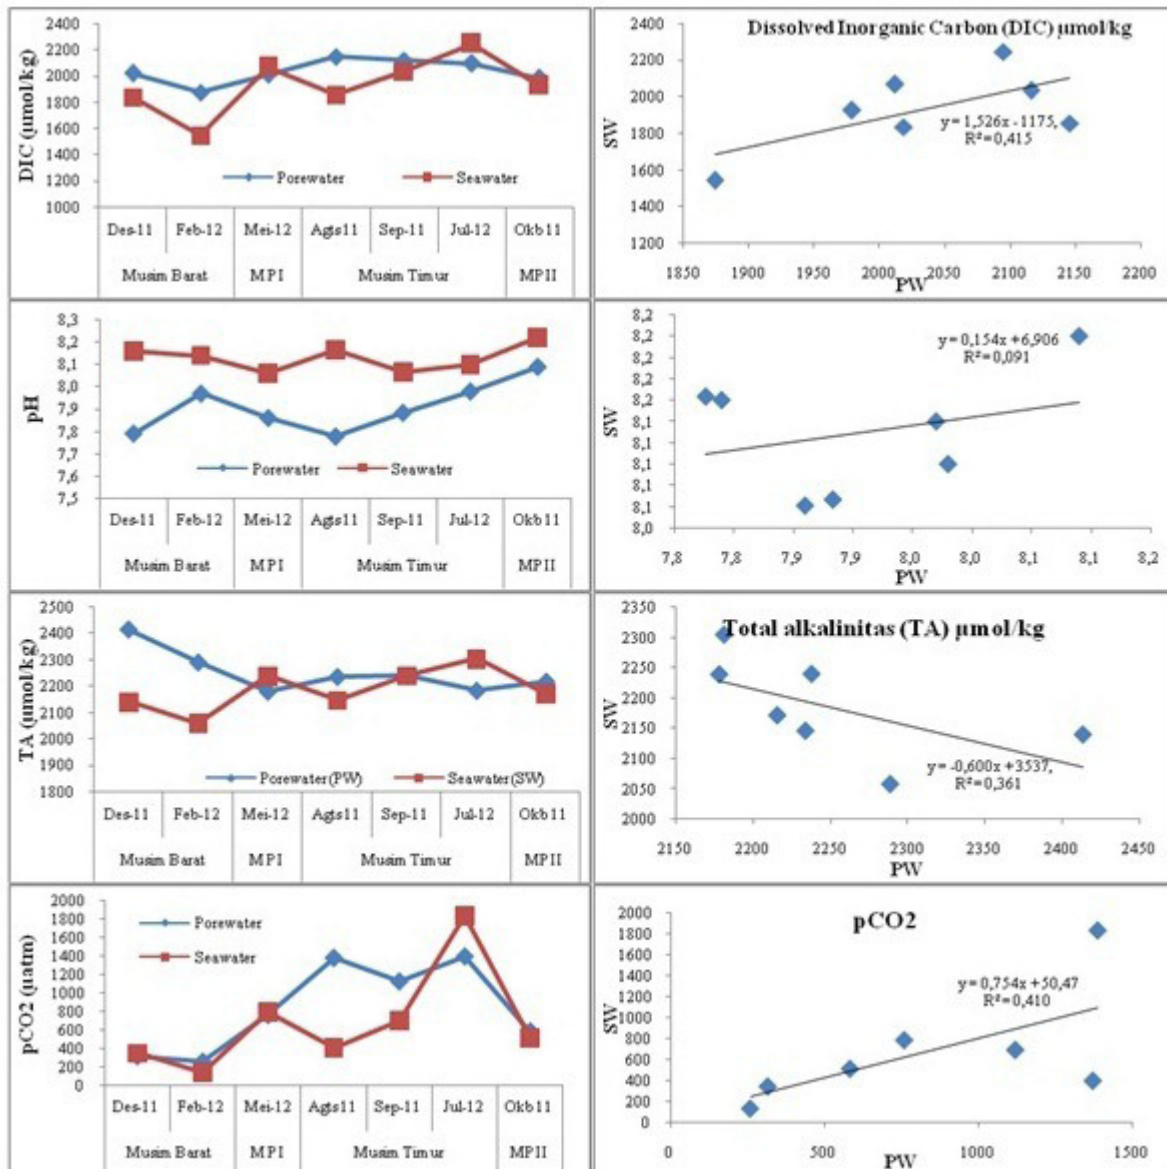 2400
2200
2000
1800
1600
1400
1200
1000
DIC (µmol/kg)
Porewater
Seawater
Des-11 Feb-12 Mei-12 Agts11 Sep-11 Jul-12 Okb11
Musim Barat MPI Musim Timur MPII
Dissolved Inorganic Carbon (DIC) µmol/kg
2400
2200
2000
1800
1600
1400
1200
SW
y = 1,526x - 1175,
R² = 0,415
1850 1900 1950 2000 2050 2100 2150 2200
PW
8,3
8,2
8,1
8,0
7,9
7,8
7,7
7,6
7,5
pH
Porewater
Seawater
Des-11 Feb-12 Mei-12 Agts11 Sep-11 Jul-12 Okb11
Musim Barat MPI Musim Timur MPII
8,2
8,2
8,2
8,2
8,2
8,1
8,1
8,1
8,1
8,1
8,0
SW
y = 0,154x + 6,906
R² = 0,091
7,8 7,8 7,9 7,9 8,0 8,0 8,1 8,1 8,2
PW
2500
2400
2300
2200
2100
2000
1900
1800
TA (µmol/kg)
Porewater(PW)
Seawater(SW)
Des-11 Feb-12 Mei-12 Agts11 Sep-11 Jul-12 Okb11
Musim Barat MPI Musim Timur MPII
Total alkalinitas (TA) µmol/kg
2350
2300
2250
2200
2150
2100
2050
2000
SW
y = -0,600x + 3537,
R² = 0,361
2150 2200 2250 2300 2350 2400 2450
PW
2000
1800
1600
1400
1200
1000
800
600
400
200
0
pCO2 (µatm)
Porewater
Seawater
Des-11 Feb-12 Mei-12 Agts11 Sep-11 Jul-12 Okb11
Musim Barat MPI Musim Timur MPII
pCO2
2000
1800
1600
1400
1200
1000
800
600
400
200
0
SW
y = 0,754x + 50,47
R² = 0,410
0 500 1000 1500
PW